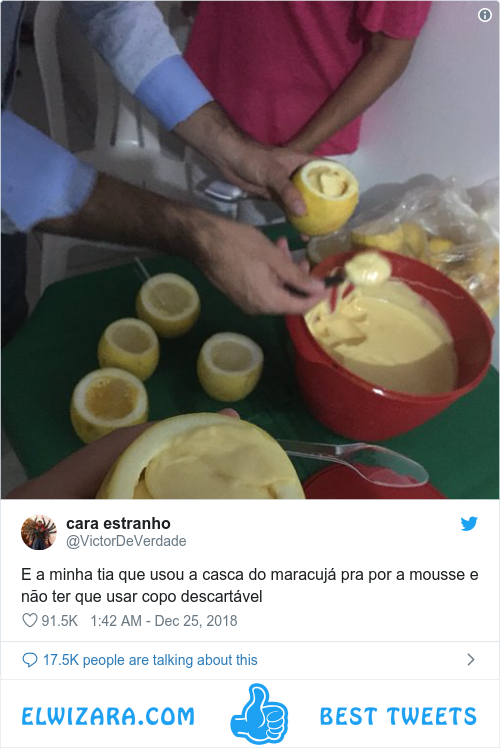 cara estranho
@VictorDeVerdade
E a minha tia que usou a casca do maracujá pra por a mousse e
não ter que usar copo descartável
91.5K 1:42 AM - Dec 25, 2018
17.5K people are talking about this
ELWIZARA.COM BEST TWEETS